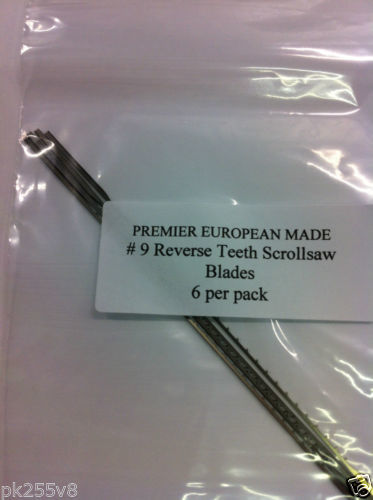 PREMIER EUROPEAN MADE
# 9 Reverse Teeth Scrollsaw
Blades
6 per pack
pk255v8